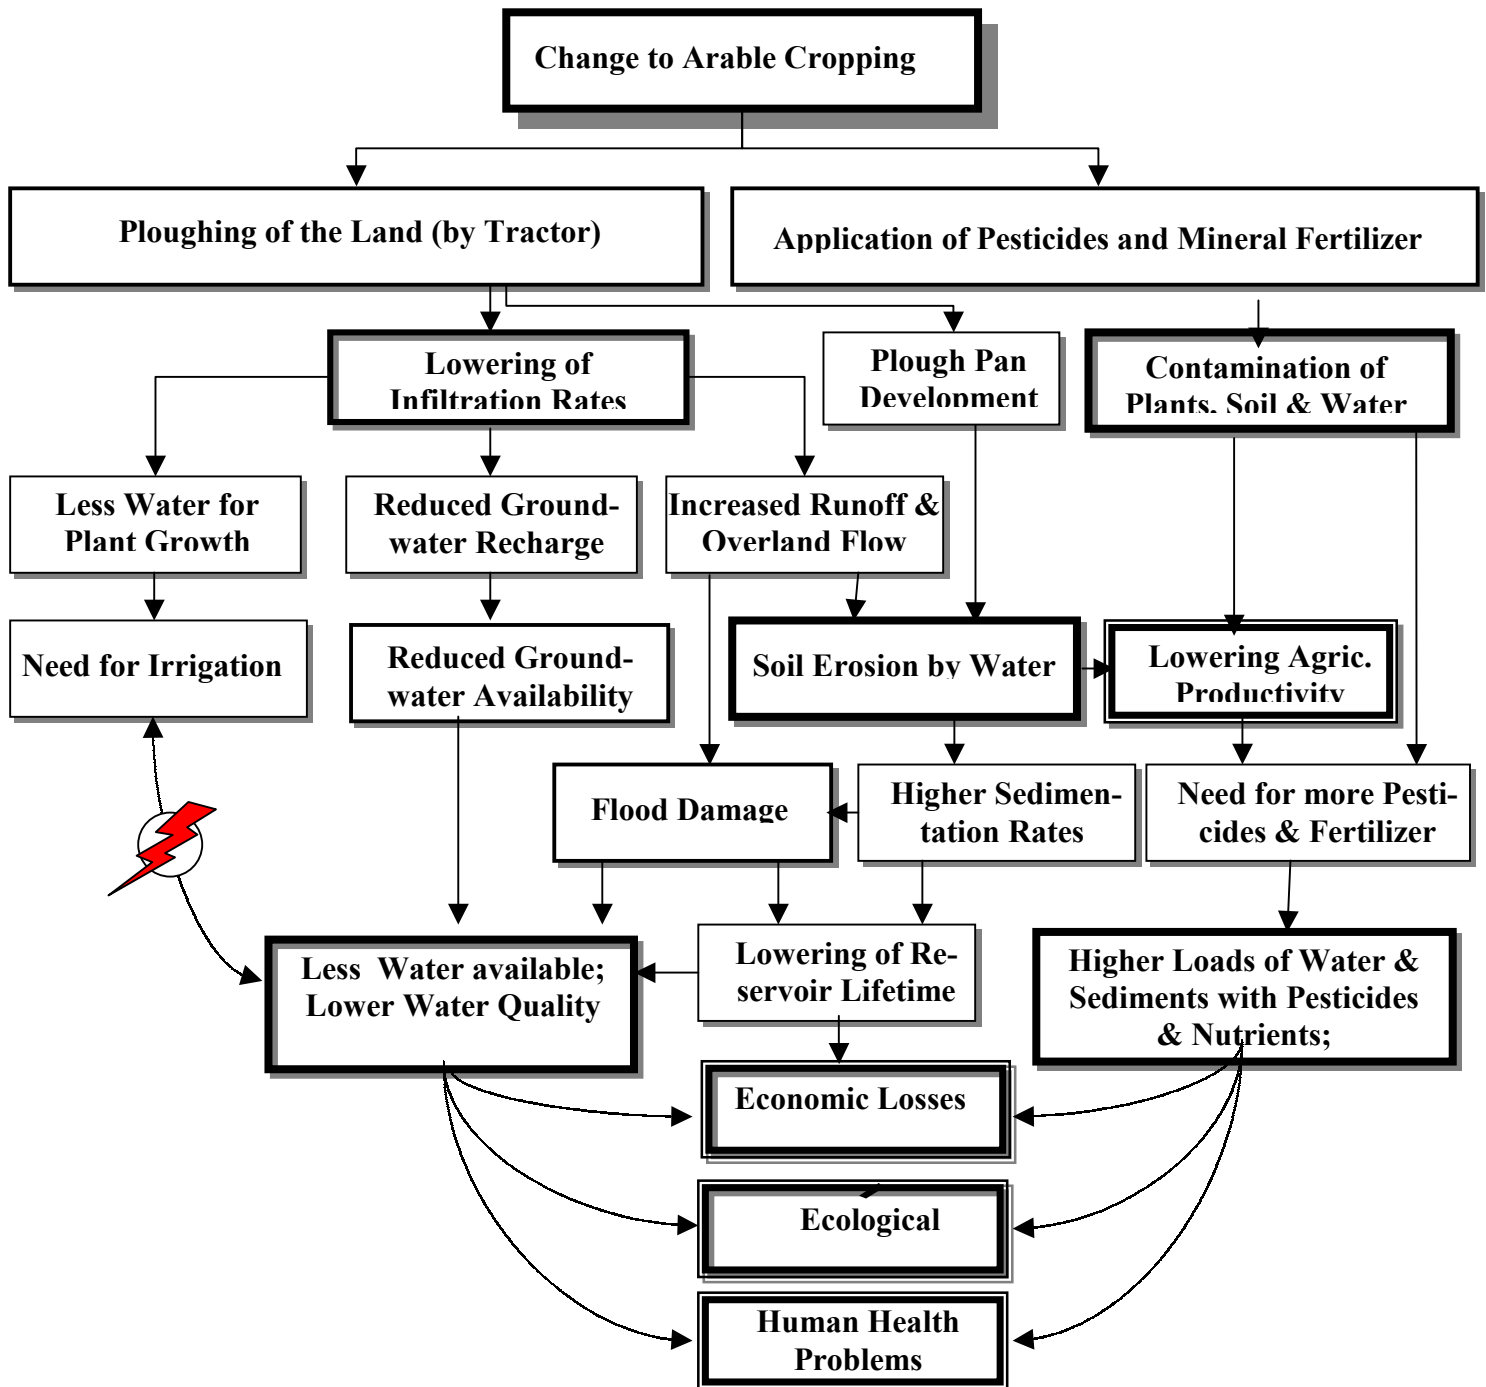 Change to Arable Cropping
Ploughing of the Land (by Tractor)
Application of Pesticides and Mineral Fertilizer
Lowering of
Infiltration Rates
Plough Pan
Development
Contamination of
Plants, Soil & Water
Less Water for
Plant Growth
Reduced Ground-
water Recharge
Increased Runoff &
Overland Flow
Need for Irrigation
Reduced Ground-
water Availability
Soil Erosion by Water
Lowering Agric.
Productivity
Flood Damage
Higher Sedimen-
tation Rates
Need for more Pesti-
cides & Fertilizer
Less Water available;
Lower Water Quality
Lowering of Re-
servoir Lifetime
Higher Loads of Water &
Sediments with Pesticides
& Nutrients;
Economic Losses
Ecological
Human Health
Problems